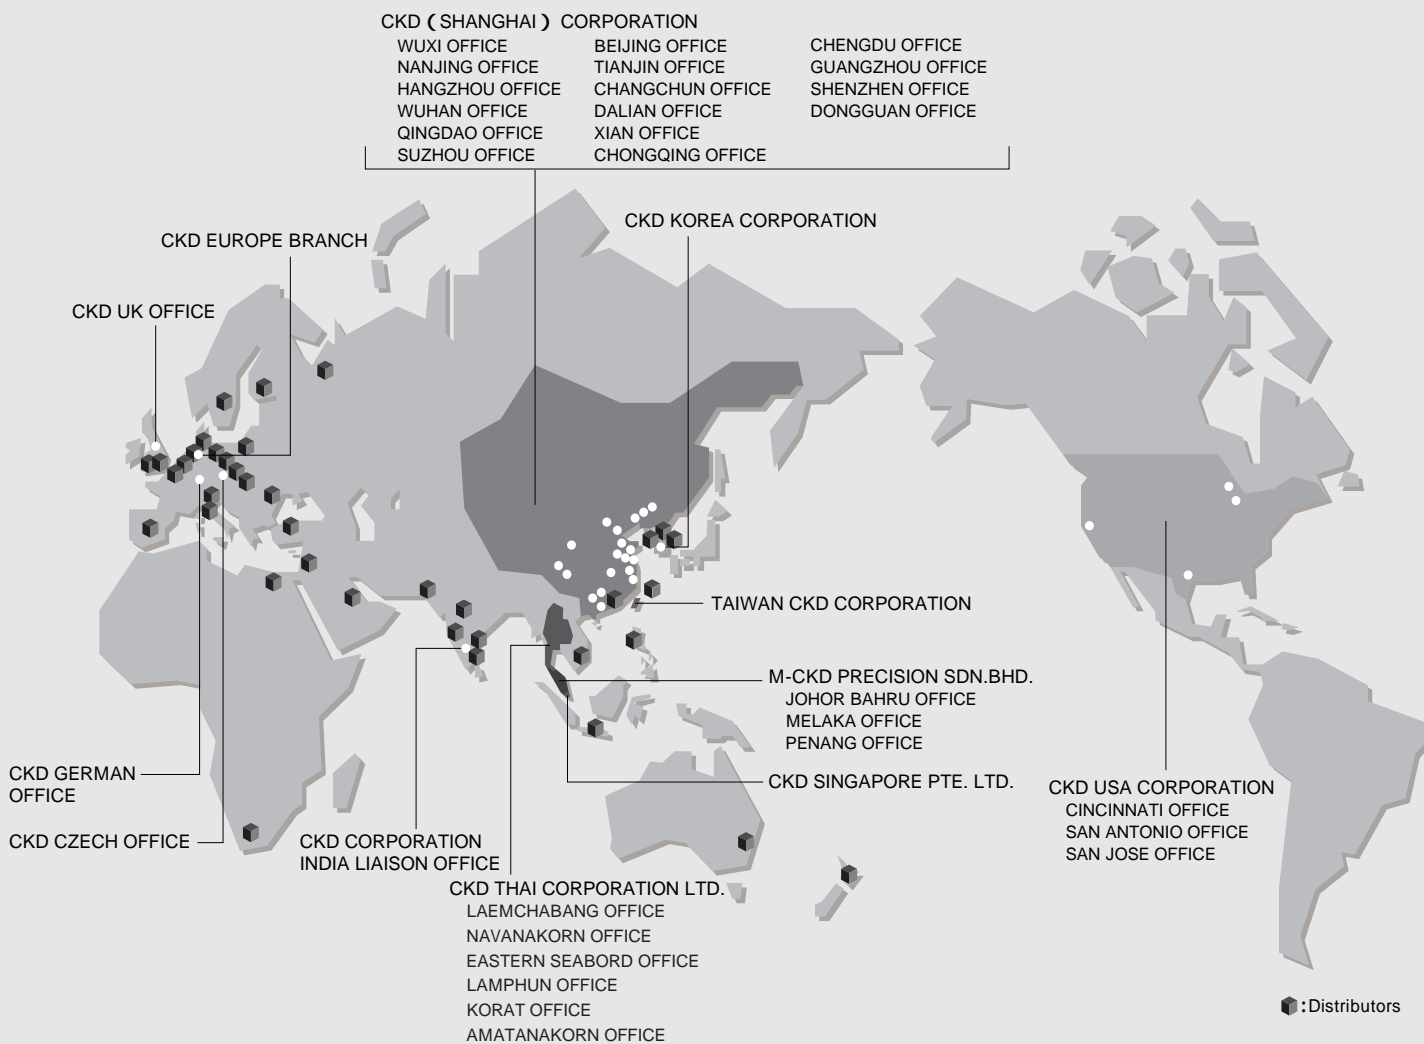 CKD (SHANGHAI) CORPORATION
WUXI OFFICE
NANJING OFFICE
HANGZHOU OFFICE
WUHAN OFFICE
QINGDAO OFFICE
SUZHOU OFFICE
BEIJING OFFICE
TIANJIN OFFICE
CHANGCHUN OFFICE
DALIAN OFFICE
XIAN OFFICE
CHONGQING OFFICE
CHENGDU OFFICE
GUANGZHOU OFFICE
SHENZHEN OFFICE
DONGGUAN OFFICE
CKD KOREA CORPORATION
CKD EUROPE BRANCH
CKD UK OFFICE
TAIWAN CKD CORPORATION
M-CKD PRECISION SDN.BHD.
JOHOR BAHRU OFFICE
MELAKA OFFICE
PENANG OFFICE
CKD SINGAPORE PTE. LTD.
CKD GERMAN
OFFICE
CKD CZECH OFFICE
CKD CORPORATION
INDIA LIAISON OFFICE
CKD THAI CORPORATION LTD.
LAEMCHABANG OFFICE
NAVANAKORN OFFICE
EASTERN SEABORD OFFICE
LAMPHUN OFFICE
KORAT OFFICE
AMATANAKORN OFFICE
CKD USA CORPORATION
CINCINNATI OFFICE
SAN ANTONIO OFFICE
SAN JOSE OFFICE
:Distributors